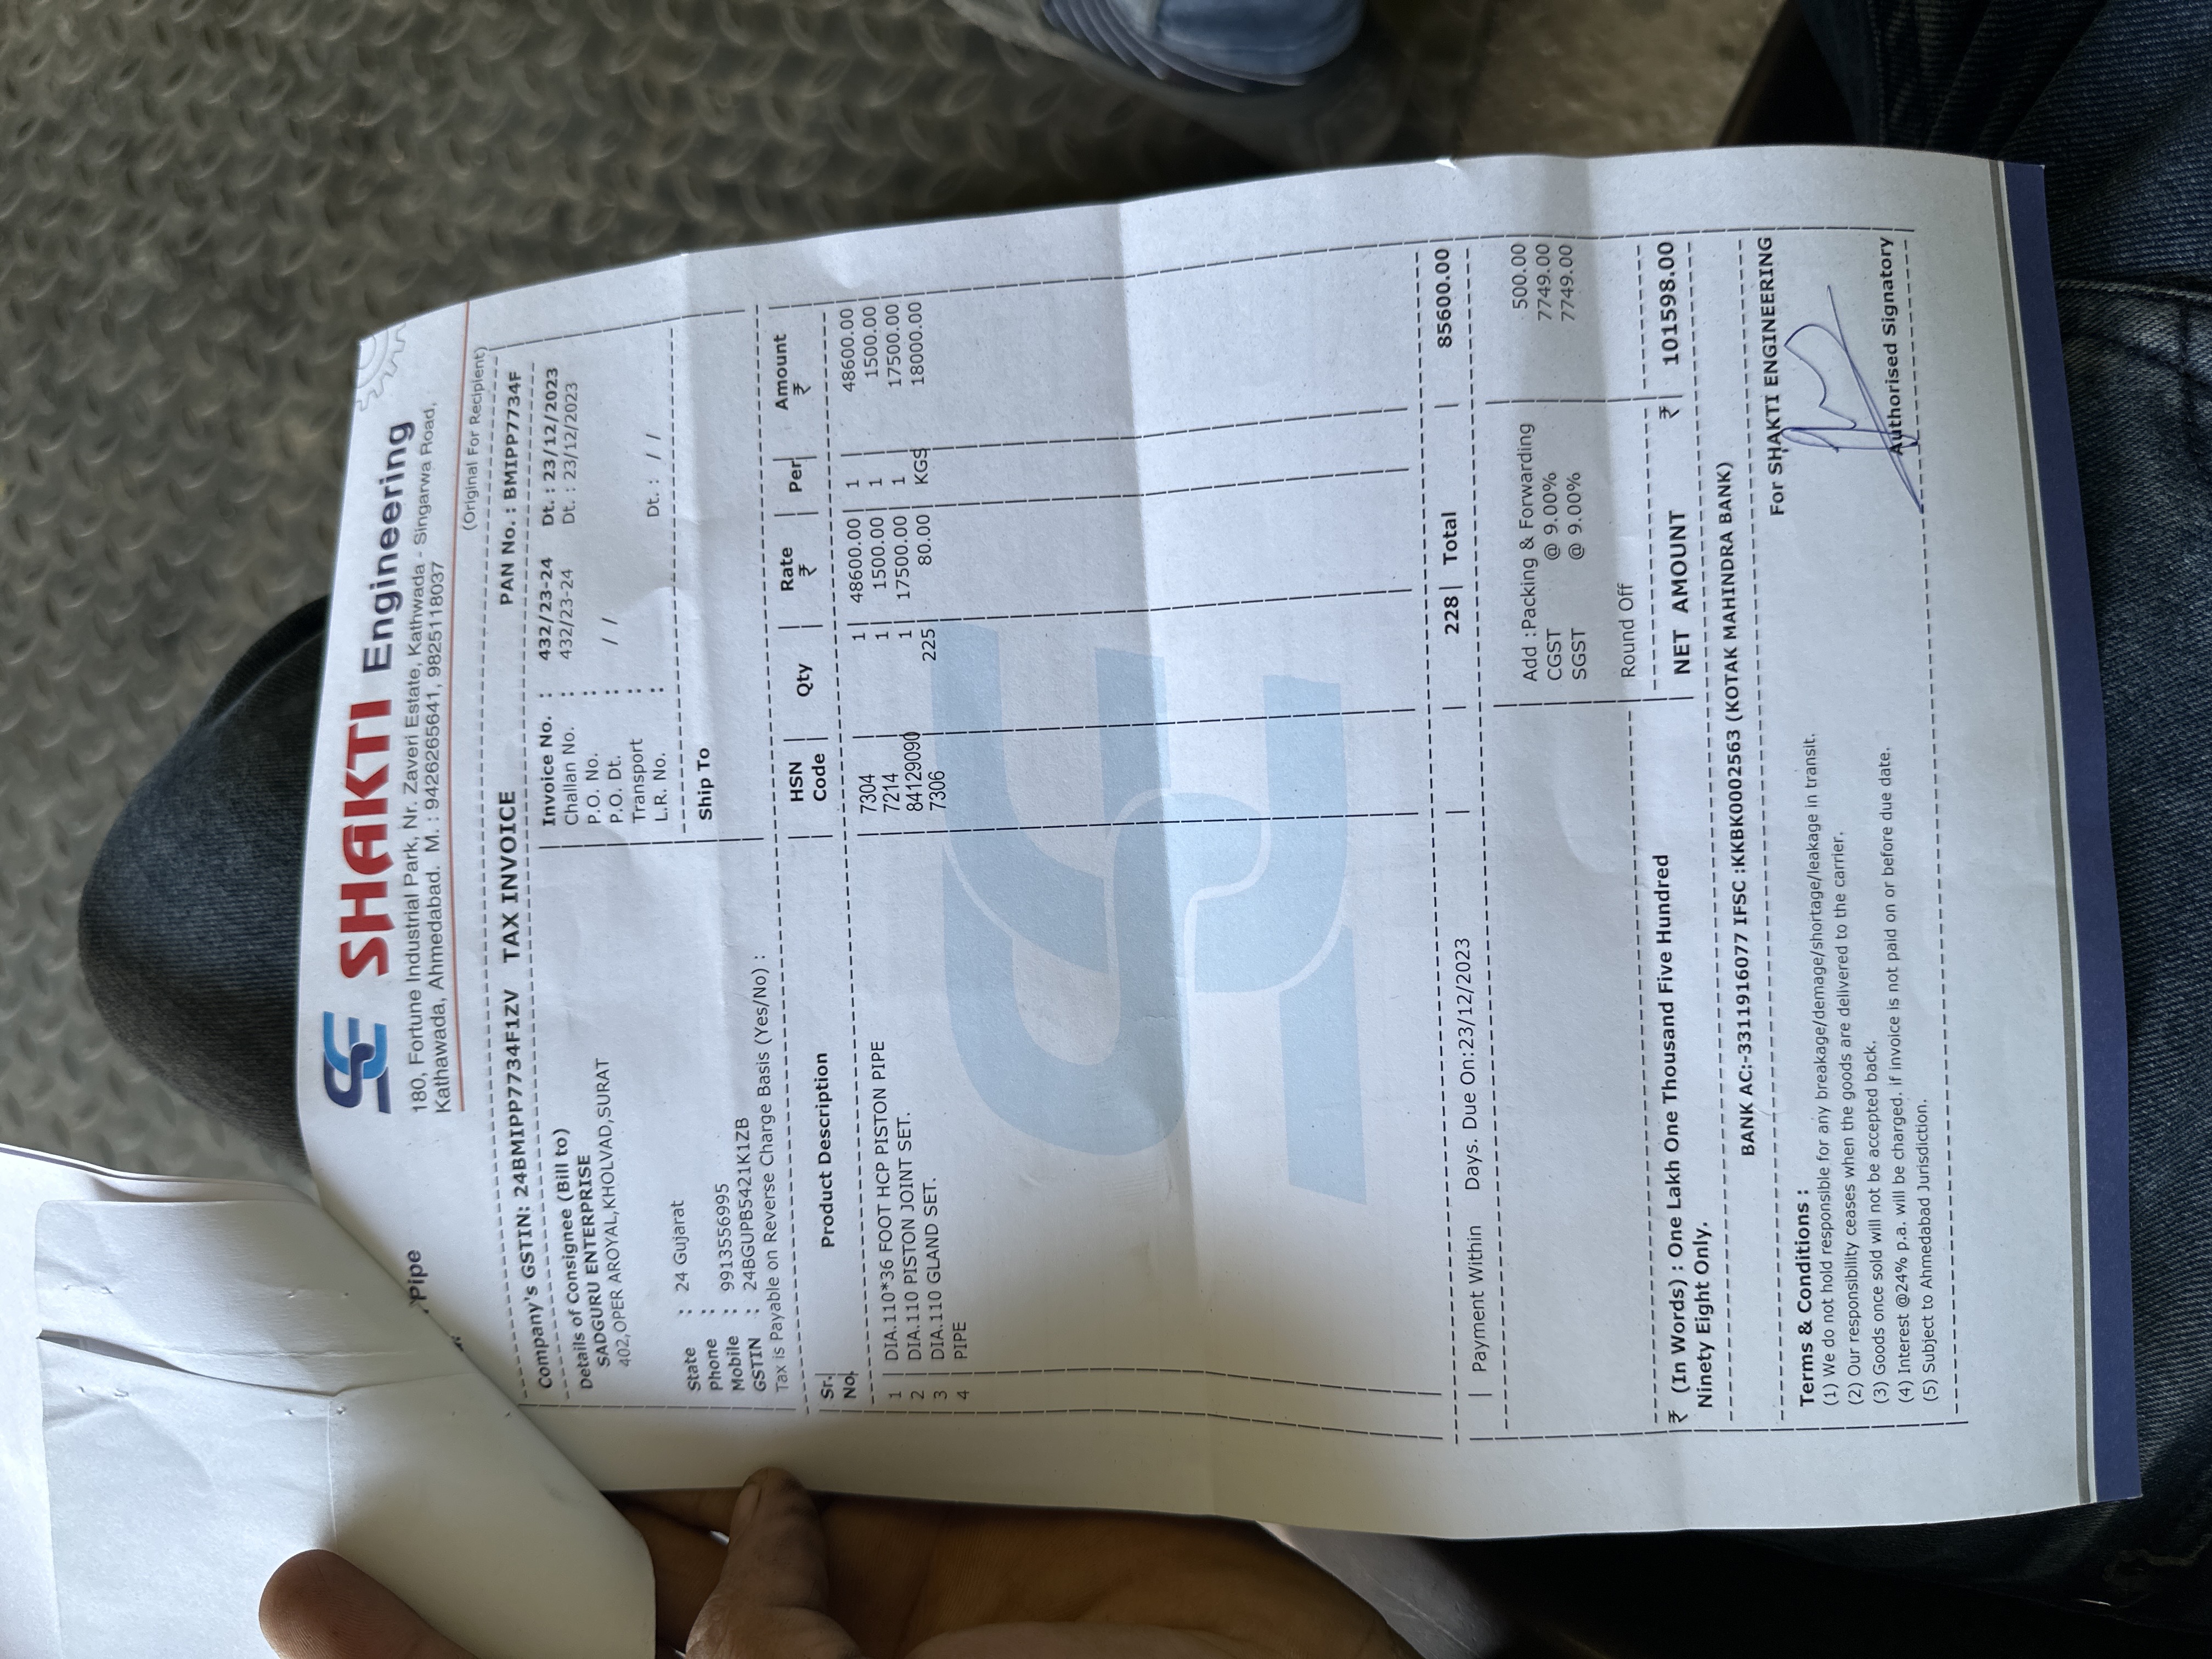 SE SHAKTI Engineering
Pipe
180, Fortune Industrial Park, Nr. Zaveri Estate, Kathwada - Singarwa Road,
Kathawada, Ahmedabad. M. : 9426265641, 9825118037
(Original For Recipient)
Company's GSTIN: 24BMIPP7734F1ZV TAX INVOICE PAN No. : BMIPP7734F
Details of Consignee (Bill to)
SADGURU ENTERPRISE
402,OPER AROYAL,KHOLVAD,SURAT
State : 24 Gujarat
Phone :
Mobile : 9913556995
GSTIN : 24BGUPB5421K1ZB
Tax is Payable on Reverse Charge Basis (Yes/No) :
Invoice No. : 432/23-24 Dt. : 23/12/2023
Challan No. : 432/23-24 Dt. : 23/12/2023
P.O. No. :
P.O. Dt. : / /
Transport :
L.R. No. : Dt. : / /
Ship To
Sr. No. Product Description HSN Code Qty Rate ₹ Per Amount ₹
1 DIA.110*36 FOOT HCP PISTON PIPE 7304 1 48600.00 1 48600.00
2 DIA.110 PISTON JOINT SET. 7214 1 1500.00 1 1500.00
3 DIA.110 GLAND SET. 84129090 1 17500.00 1 17500.00
4 PIPE 7306 225 80.00 KGS 18000.00
Payment Within Days. Due On:23/12/2023 228 Total 85600.00
Add :Packing & Forwarding 500.00
CGST @ 9.00% 7749.00
SGST @ 9.00% 7749.00
Round Off
₹ (In Words) : One Lakh One Thousand Five Hundred
Ninety Eight Only.
NET AMOUNT ₹ 101598.00
BANK AC:-3311916077 IFSC :KKBK0002563 (KOTAK MAHINDRA BANK)
For SHAKTI ENGINEERING
Terms & Conditions :
(1) We do not hold responsible for any breakage/demage/shortage/leakage in transit.
(2) Our responsibility ceases when the goods are delivered to the carrier.
(3) Goods once sold will not be accepted back.
(4) Interest @24% p.a. will be charged. if invoice is not paid on or before due date.
(5) Subject to Ahmedabad Jurisdiction.
Authorised Signatory